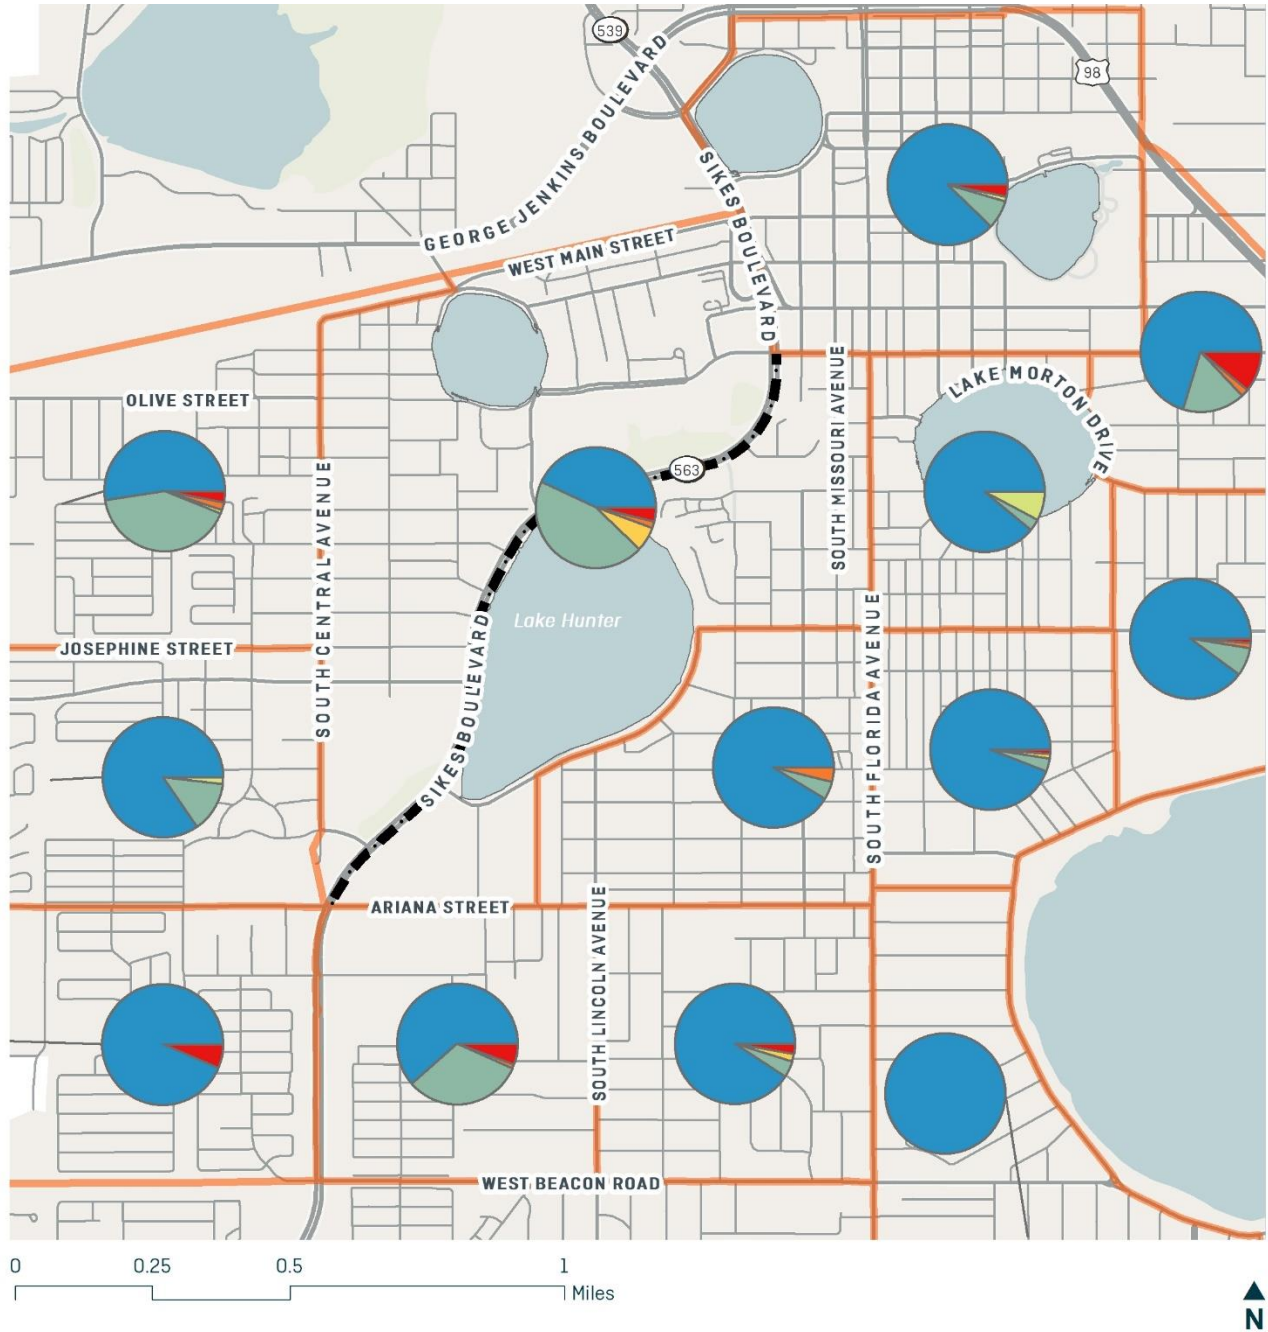 539
98
GEORGE JENKINS BOULEVARD
SIKES BOULEVARD
WEST MAIN STREET
OLIVE STREET
SOUTH MISSOURI AVENUE
LAKE MORTON DRIVE
563
SOUTH CENTRAL AVENUE
Lake Hunter
JOSEPHINE STREET
SIKES BOULEVARD
SOUTH FLORIDA AVENUE
ARIANA STREET
SOUTH LINCOLN AVENUE
WEST BEACON ROAD
0 0.25 0.5 1
Miles
N